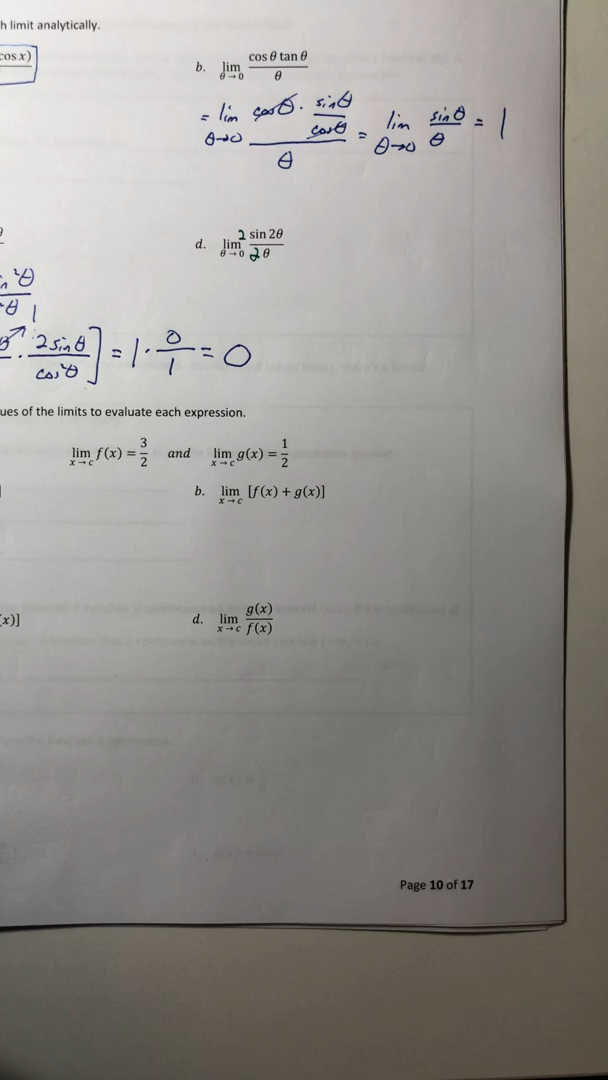 h limit analytically.
cos x)
b. lim θ→0 cos θ tan θ / θ
= lim θ→0 cosθ · sinθ/cosθ / θ = lim θ→0 sinθ/θ = 1
d. lim θ→0 2 sin 2θ / 2θ
θ · 2sinθ/cos²θ] = 1 · 0/1 = 0
ues of the limits to evaluate each expression.
lim x→c f(x) = 3/2 and lim x→c g(x) = 1/2
b. lim x→c [f(x) + g(x)]
(x)] d. lim x→c g(x)/f(x)
Page 10 of 17